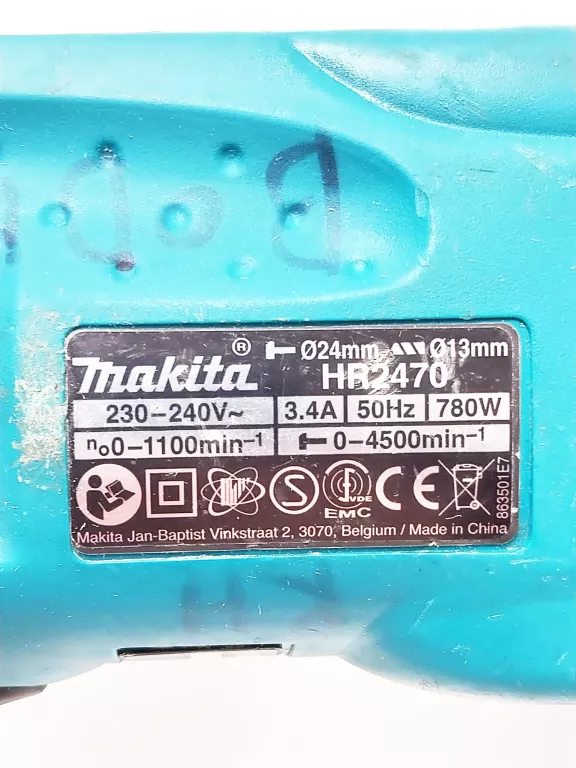 Makita® Ø24mm Ø13mm
HR2470
230-240V~ 3.4A 50Hz 780W
no0-1100min-1 0-4500min-1
S VDE CE
EMC
863501E7
Makita Jan-Baptist Vinkstraat 2, 3070, Belgium / Made in China